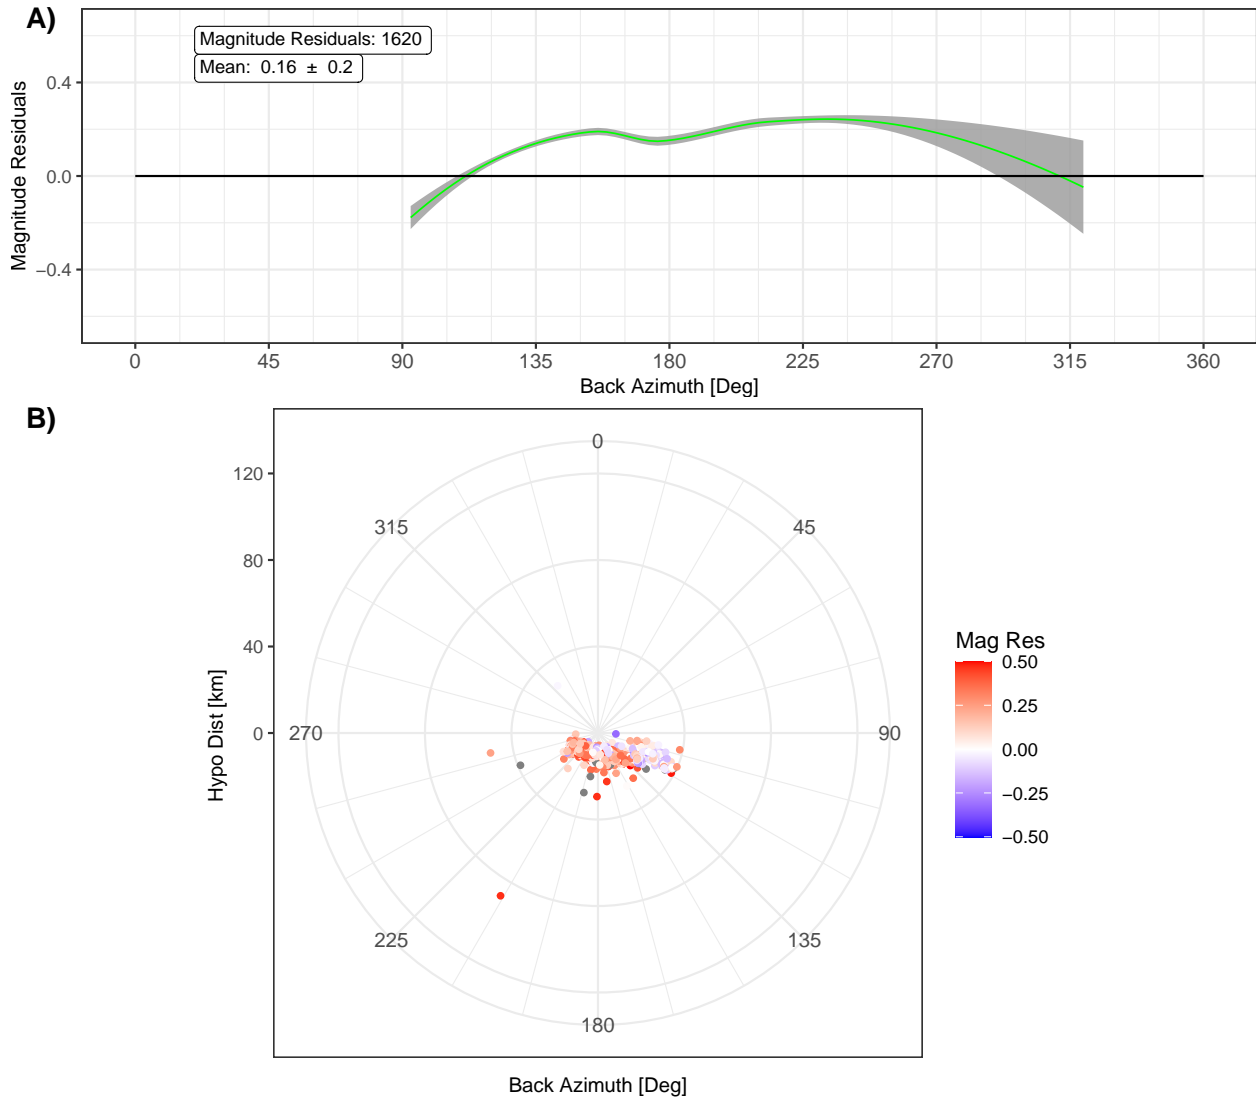 A)
Magnitude Residuals: 1620
Mean:  0.16  ±  0.2
Magnitude Residuals
0.4
0.0
−0.4
0 45 90 135 180 225 270 315 360
Back Azimuth [Deg]
B)
Hypo Dist [km]
120
80
40
0
0
45
90
135
180
225
270
315
Back Azimuth [Deg]
Mag Res
0.50
0.25
0.00
−0.25
−0.50